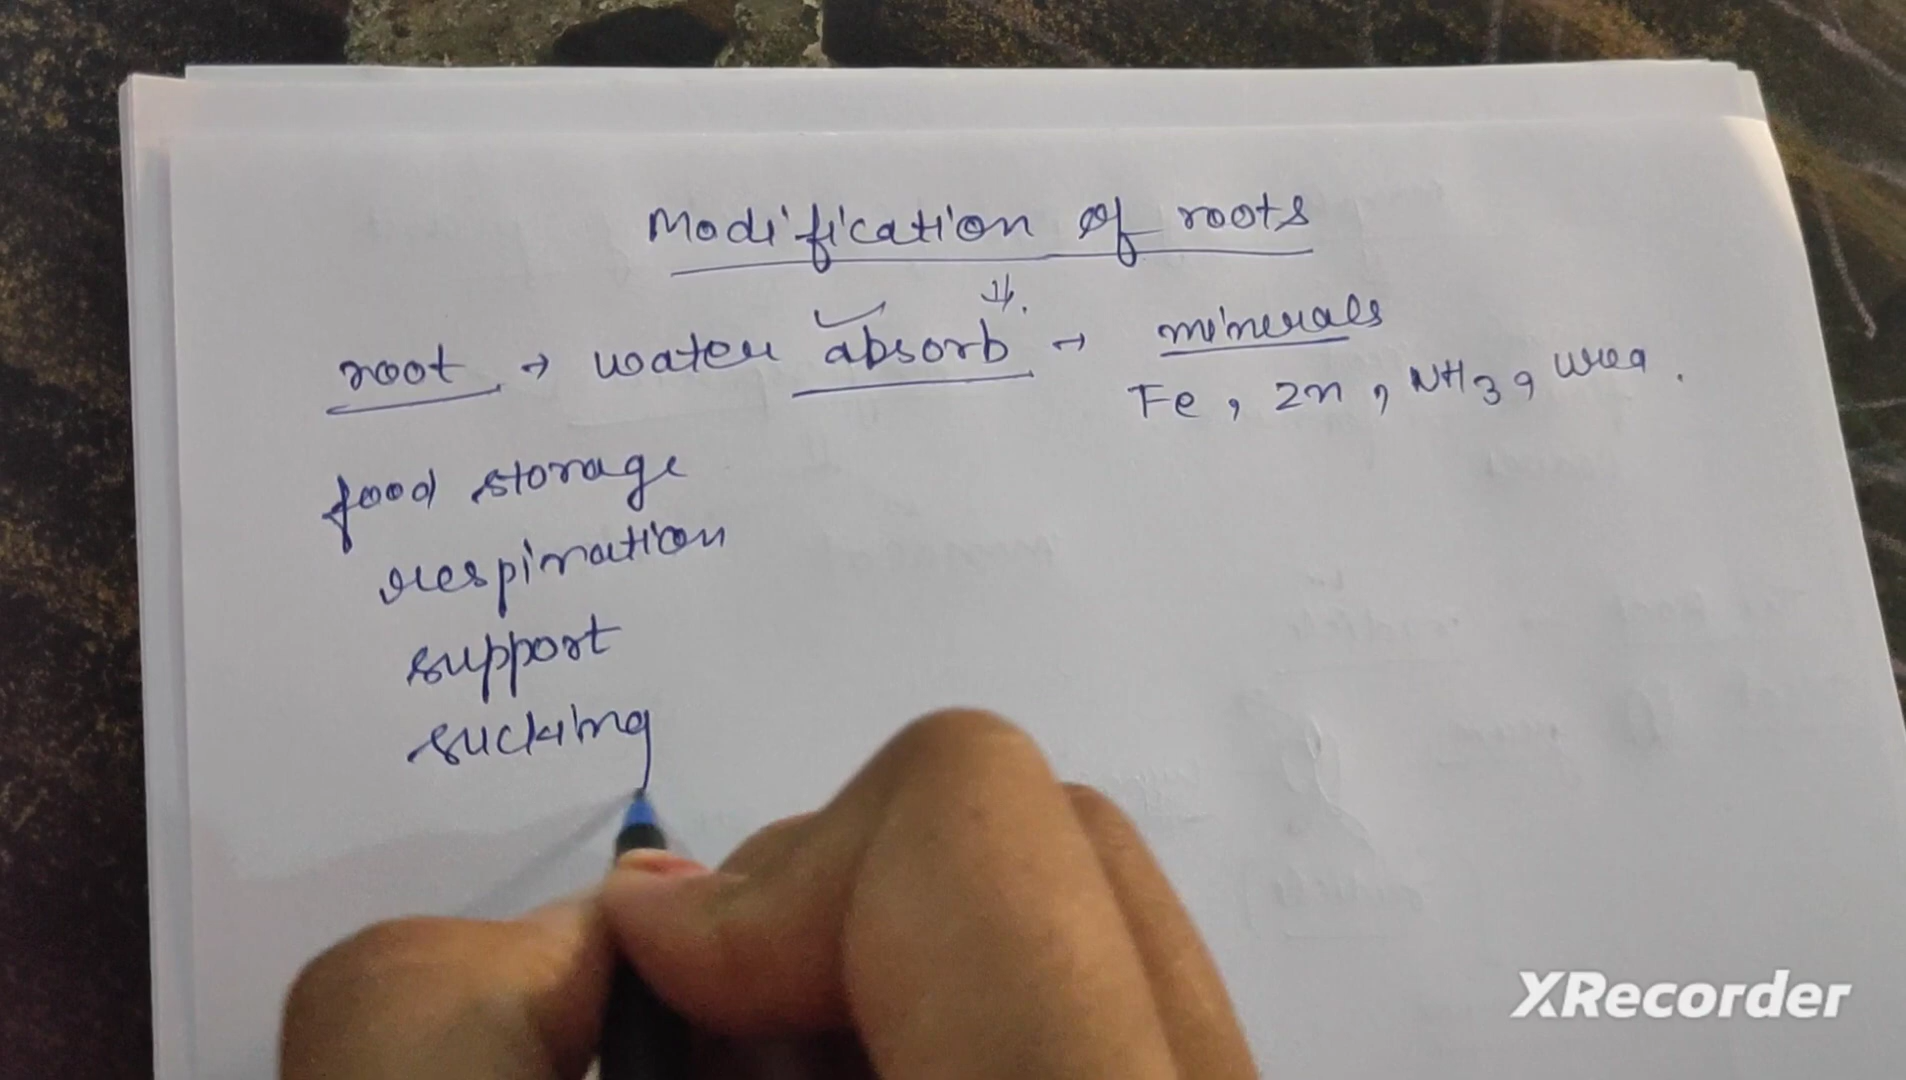 Modification of roots
root → water absorb → minerals
Fe, Zn, NH3, urea.
food storage
respiration
support
sucking
XRecorder